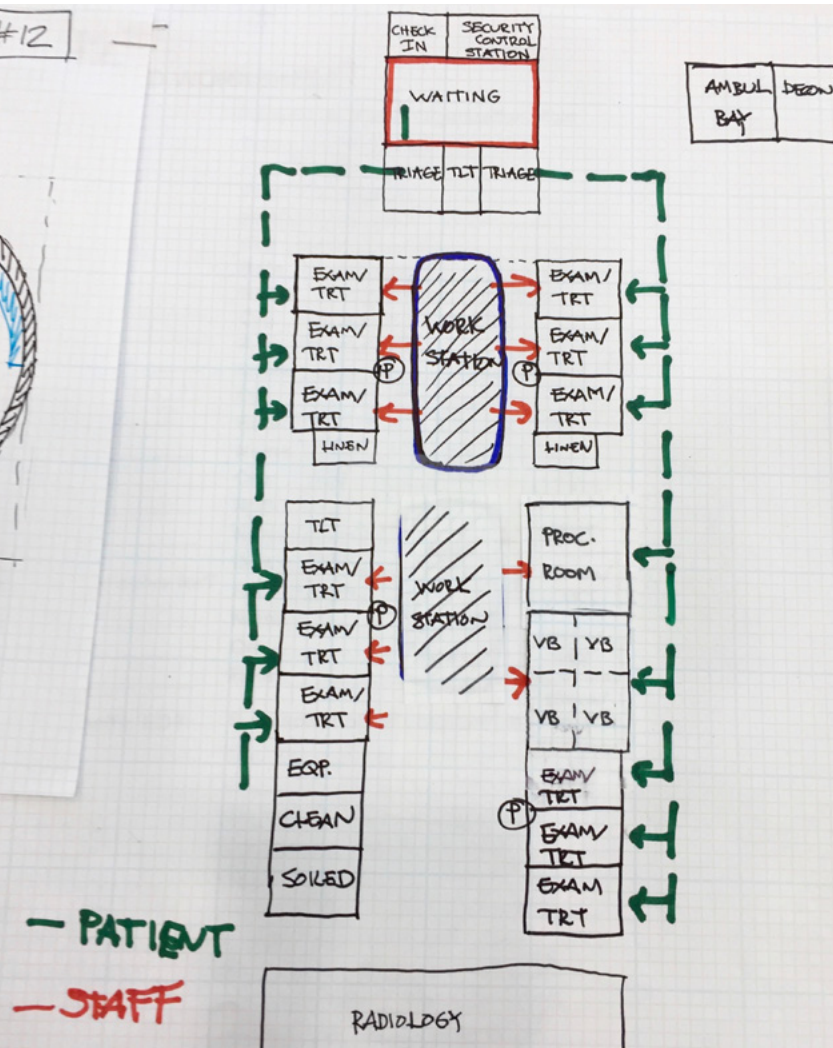 #12
CHECK
IN
SECURITY
CONTROL
STATION
WAITING
AMBUL
BAY
DECON
TRIAGE
TLT
TRIAGE
EXAM/
TRT
EXAM/
TRT
EXAM/
TRT
LINEN
WORK
STATION
P
P
EXAM/
TRT
EXAM/
TRT
EXAM/
TRT
LINEN
TLT
EXAM/
TRT
EXAM/
TRT
EXAM/
TRT
EQP.
CLEAN
SOILED
P
WORK
STATION
PROC.
ROOM
VB
VB
VB
VB
EXAM/
TRT
P
EXAM/
TRT
EXAM
TRT
— PATIENT
— STAFF
RADIOLOGY